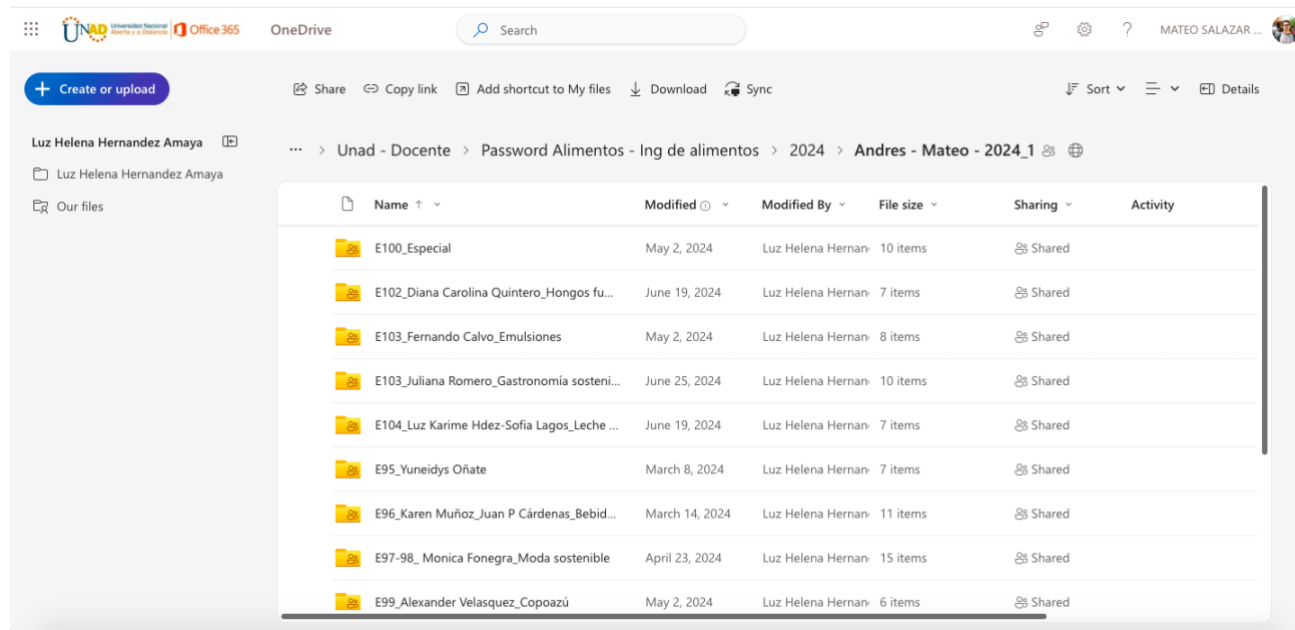 UNAD Universidad Nacional Abierta y a Distancia Office 365 OneDrive Search MATEO SALAZAR ...
Create or upload Share Copy link Add shortcut to My files Download Sync Sort Details
Luz Helena Hernandez Amaya
Luz Helena Hernandez Amaya
Our files
... > Unad - Docente > Password Alimentos - Ing de alimentos > 2024 > Andres - Mateo - 2024_1
Name Modified Modified By File size Sharing Activity
E100_Especial May 2, 2024 Luz Helena Hernan 10 items Shared
E102_Diana Carolina Quintero_Hongos fu... June 19, 2024 Luz Helena Hernan 7 items Shared
E103_Fernando Calvo_Emulsiones May 2, 2024 Luz Helena Hernan 8 items Shared
E103_Juliana Romero_Gastronomía sosteni... June 25, 2024 Luz Helena Hernan 10 items Shared
E104_Luz Karime Hdez-Sofia Lagos_Leche ... June 19, 2024 Luz Helena Hernan 7 items Shared
E95_Yuneidys Oñate March 8, 2024 Luz Helena Hernan 7 items Shared
E96_Karen Muñoz_Juan P Cárdenas_Bebid... March 14, 2024 Luz Helena Hernan 11 items Shared
E97-98_ Monica Fonegra_Moda sostenible April 23, 2024 Luz Helena Hernan 15 items Shared
E99_Alexander Velasquez_Copoazú May 2, 2024 Luz Helena Hernan 6 items Shared